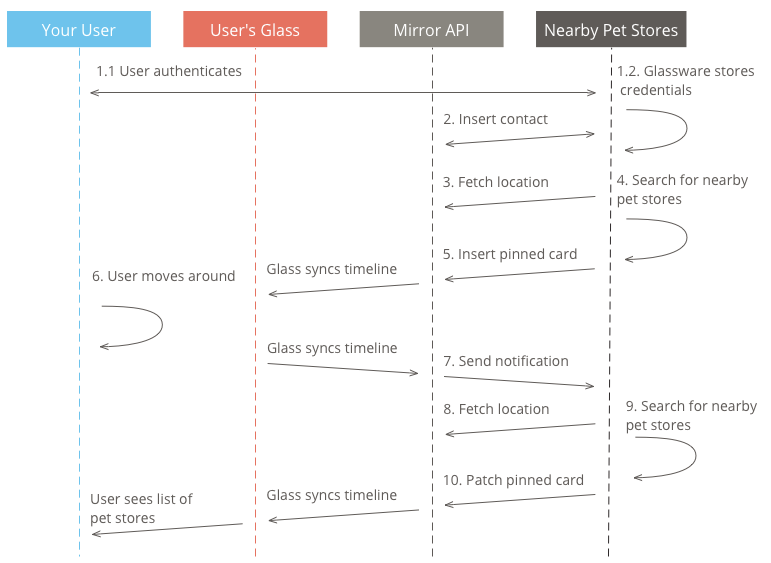 Your User
User's Glass
Mirror API
Nearby Pet Stores
1.1 User authenticates
1.2. Glassware stores
credentials
2. Insert contact
3. Fetch location
4. Search for nearby
pet stores
5. Insert pinned card
Glass syncs timeline
6. User moves around
Glass syncs timeline
7. Send notification
8. Fetch location
9. Search for nearby
pet stores
10. Patch pinned card
Glass syncs timeline
User sees list of
pet stores